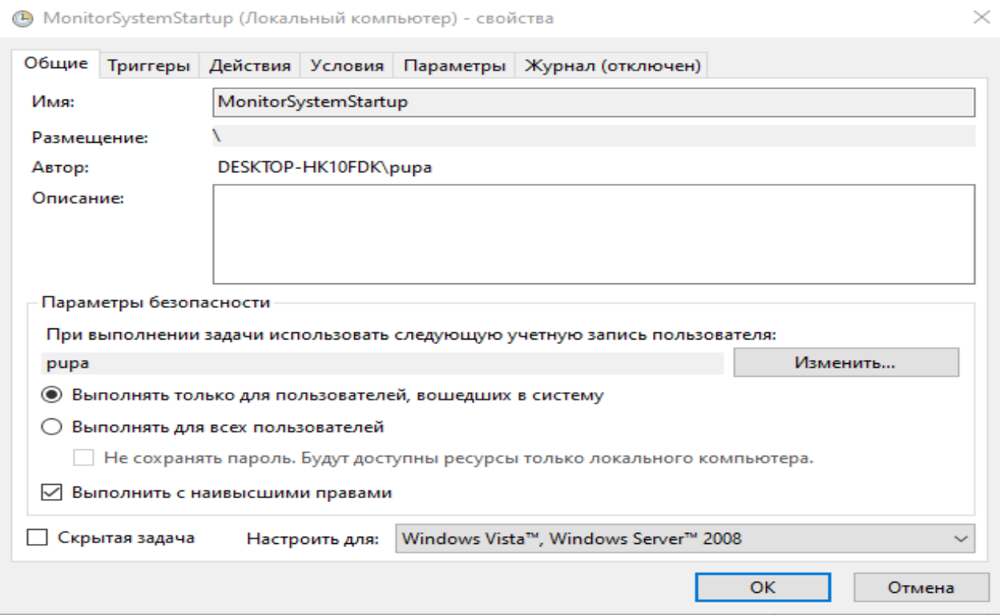 MonitorSystemStartup (Локальный компьютер) - свойства
Общие Триггеры Действия Условия Параметры Журнал (отключен)
Имя: MonitorSystemStartup
Размещение: \
Автор: DESKTOP-HK10FDK\pupa
Описание:
Параметры безопасности
При выполнении задачи использовать следующую учетную запись пользователя:
pupa Изменить...
Выполнять только для пользователей, вошедших в систему
Выполнять для всех пользователей
Не сохранять пароль. Будут доступны ресурсы только локального компьютера.
Выполнить с наивысшими правами
Скрытая задача Настроить для: Windows Vista™, Windows Server™ 2008
OK Отмена